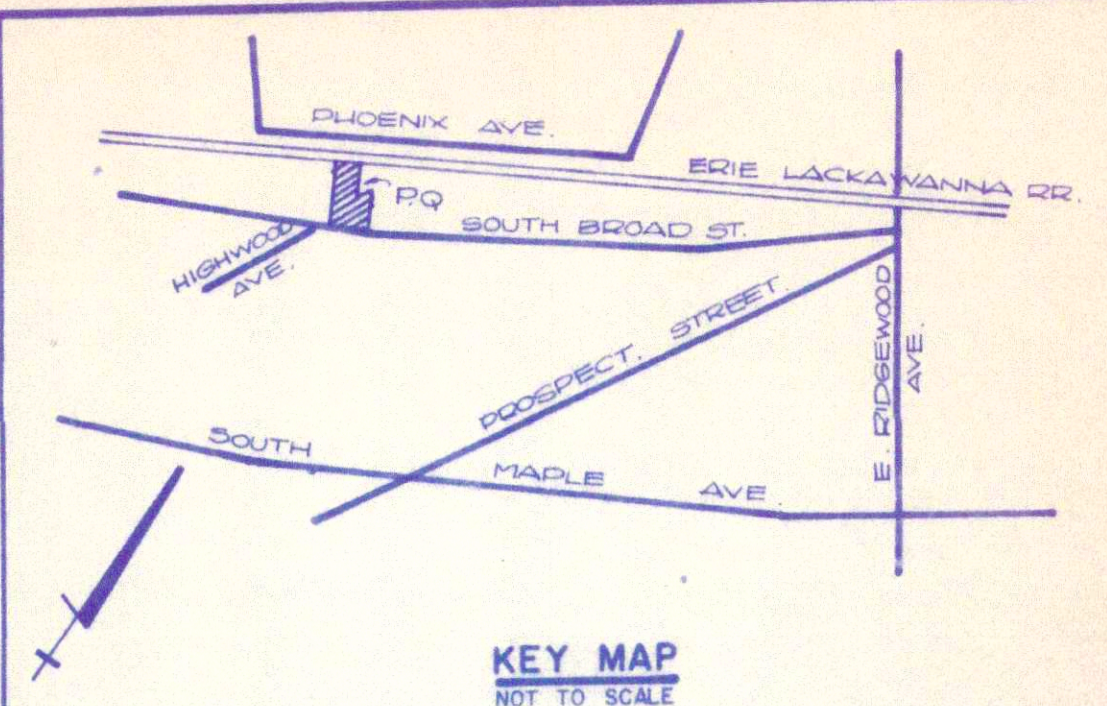 PHOENIX AVE.
ERIE LACKAWANNA RR.
P.Q
SOUTH BROAD ST.
HIGHWOOD
AVE.
PROSPECT. STREET.
E. RIDGEWOOD
AVE.
SOUTH MAPLE AVE.
KEY MAP
NOT TO SCALE